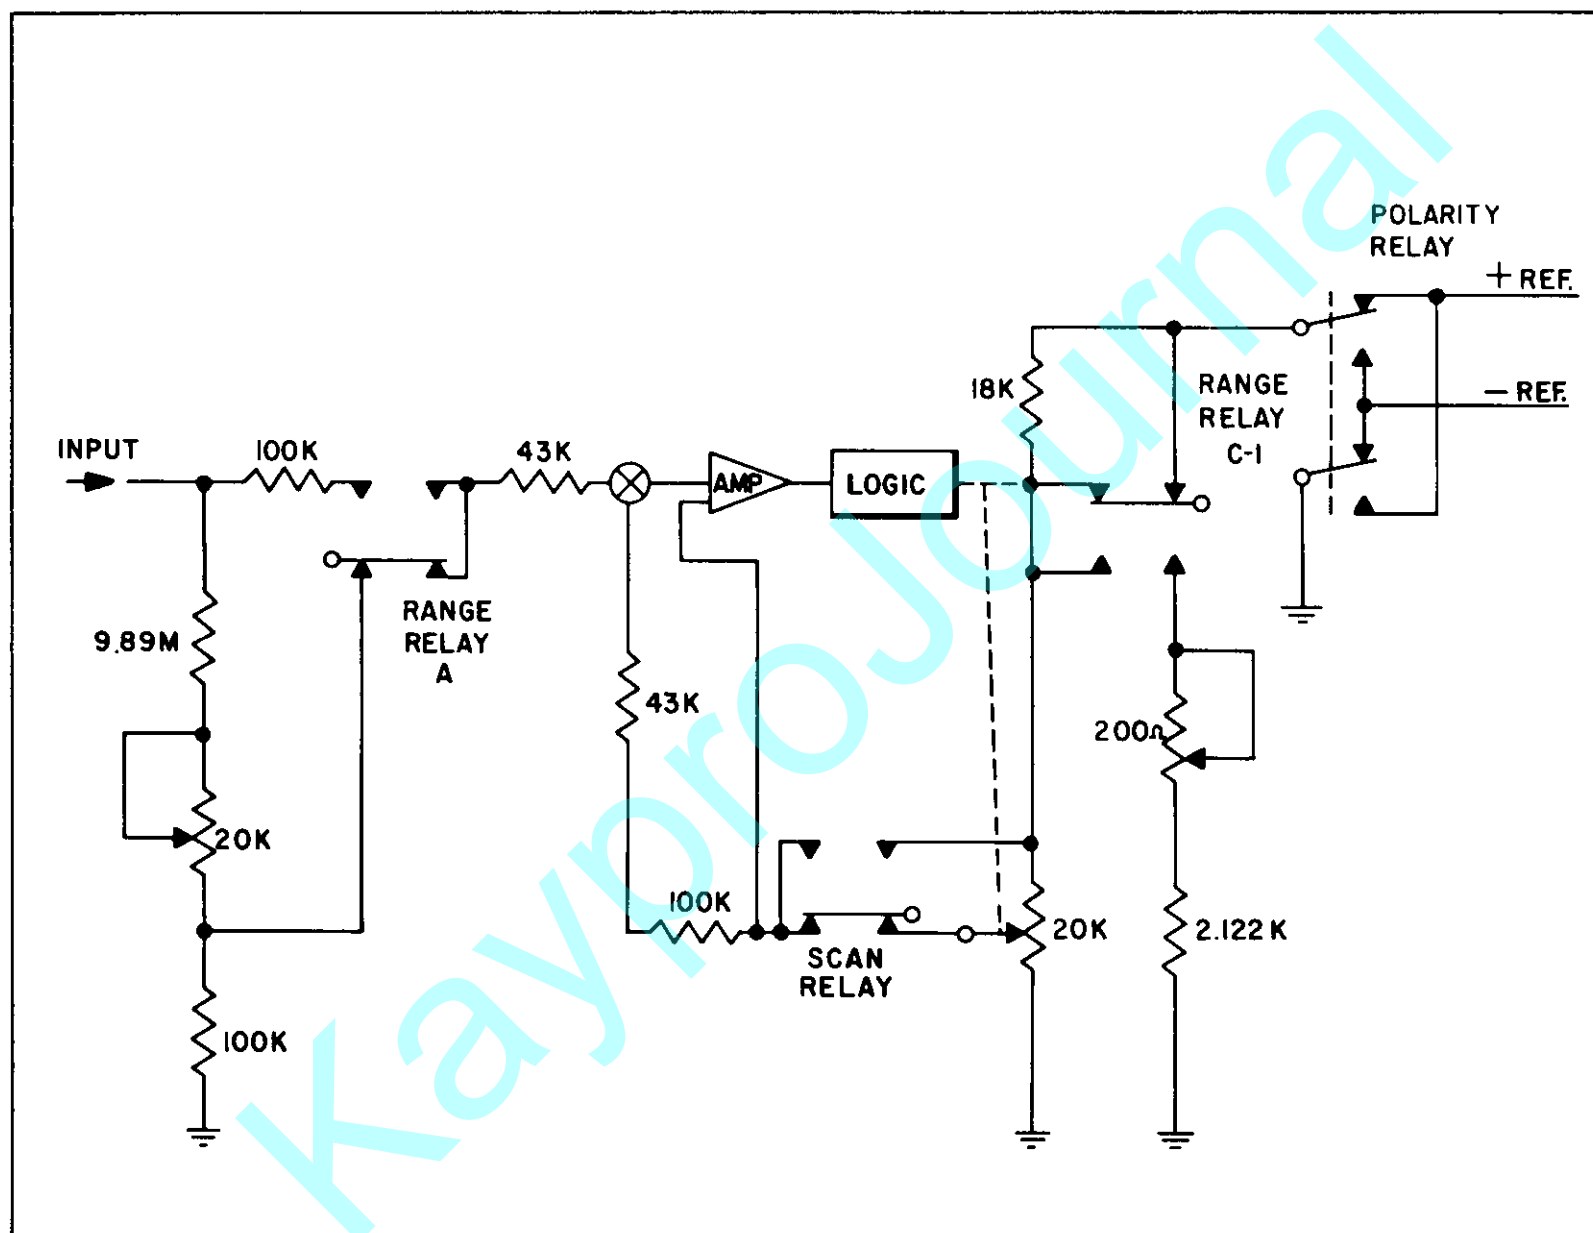 POLARITY
RELAY
+ REF.
18K
RANGE
RELAY
C-1
— REF.
INPUT
100K
43K
AMP
LOGIC
RANGE
RELAY
A
9.89M
43K
200Ω
20K
100K
20K
2.122K
SCAN
RELAY
100K
KayproJournal